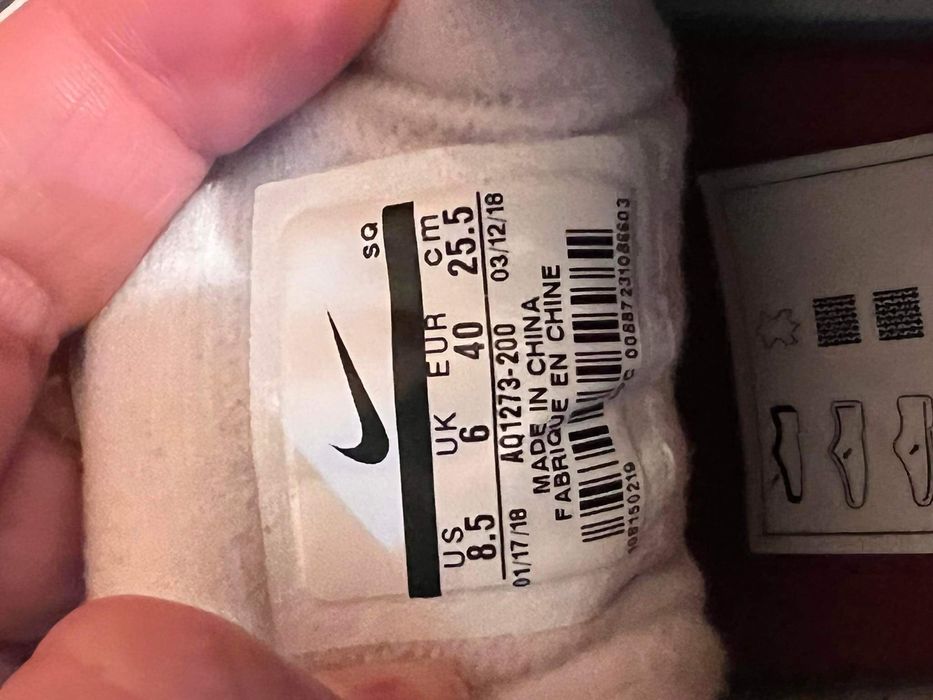 SQ
US UK EUR cm
8.5 6 40 25.5
01/17/18 AQ1273-200 03/12/18
MADE IN CHINA
FABRIQUE EN CHINE
108150219
00887231086603